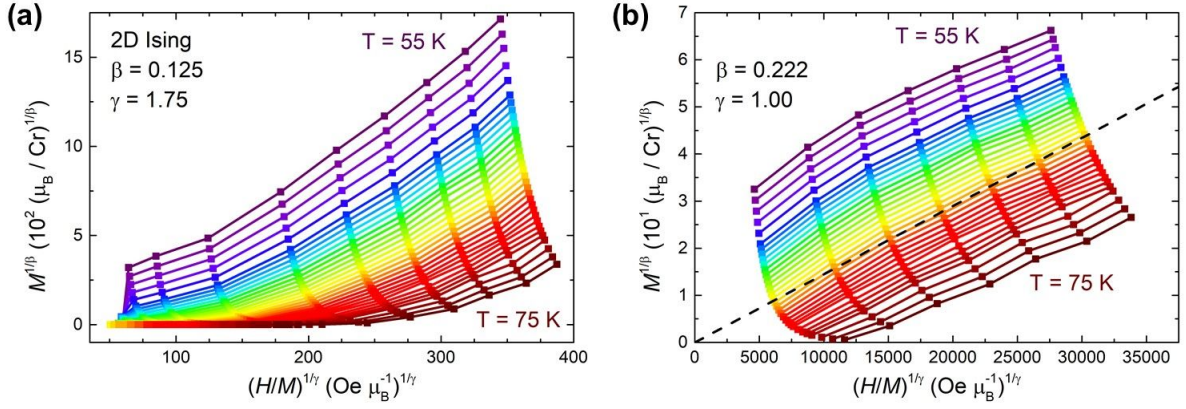 (a)
2D Ising
β = 0.125
γ = 1.75
T = 55 K
T = 75 K
15
10
5
0
M^{1/β} (10^2 (μ_B / Cr)^{1/β})
100
200
300
400
(H/M)^{1/γ} (Oe μ_B^{-1})^{1/γ}
(b)
β = 0.222
γ = 1.00
T = 55 K
T = 75 K
7
6
5
4
3
2
1
0
M^{1/β} (10^1 (μ_B / Cr)^{1/β})
0
5000
10000
15000
20000
25000
30000
35000
(H/M)^{1/γ} (Oe μ_B^{-1})^{1/γ}